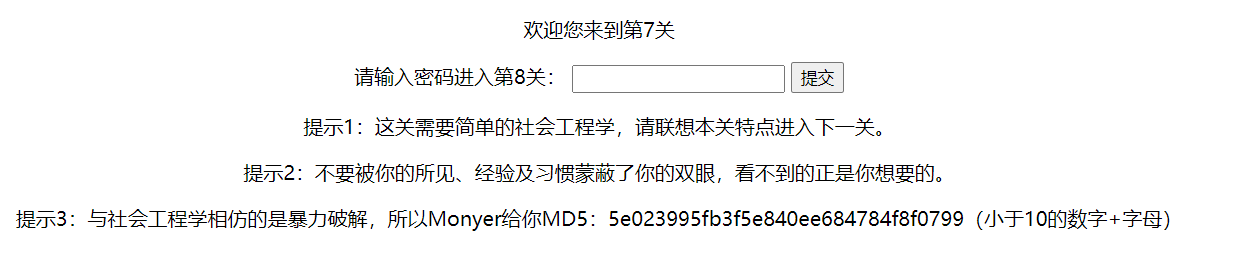 欢迎您来到第7关
请输入密码进入第8关： 提交
提示1：这关需要简单的社会工程学，请联想本关特点进入下一关。
提示2：不要被你的所见、经验及习惯蒙蔽了你的双眼，看不到的正是你想要的。
提示3：与社会工程学相仿的是暴力破解，所以Monyer给你MD5：5e023995fb3f5e840ee684784f8f0799（小于10的数字+字母）